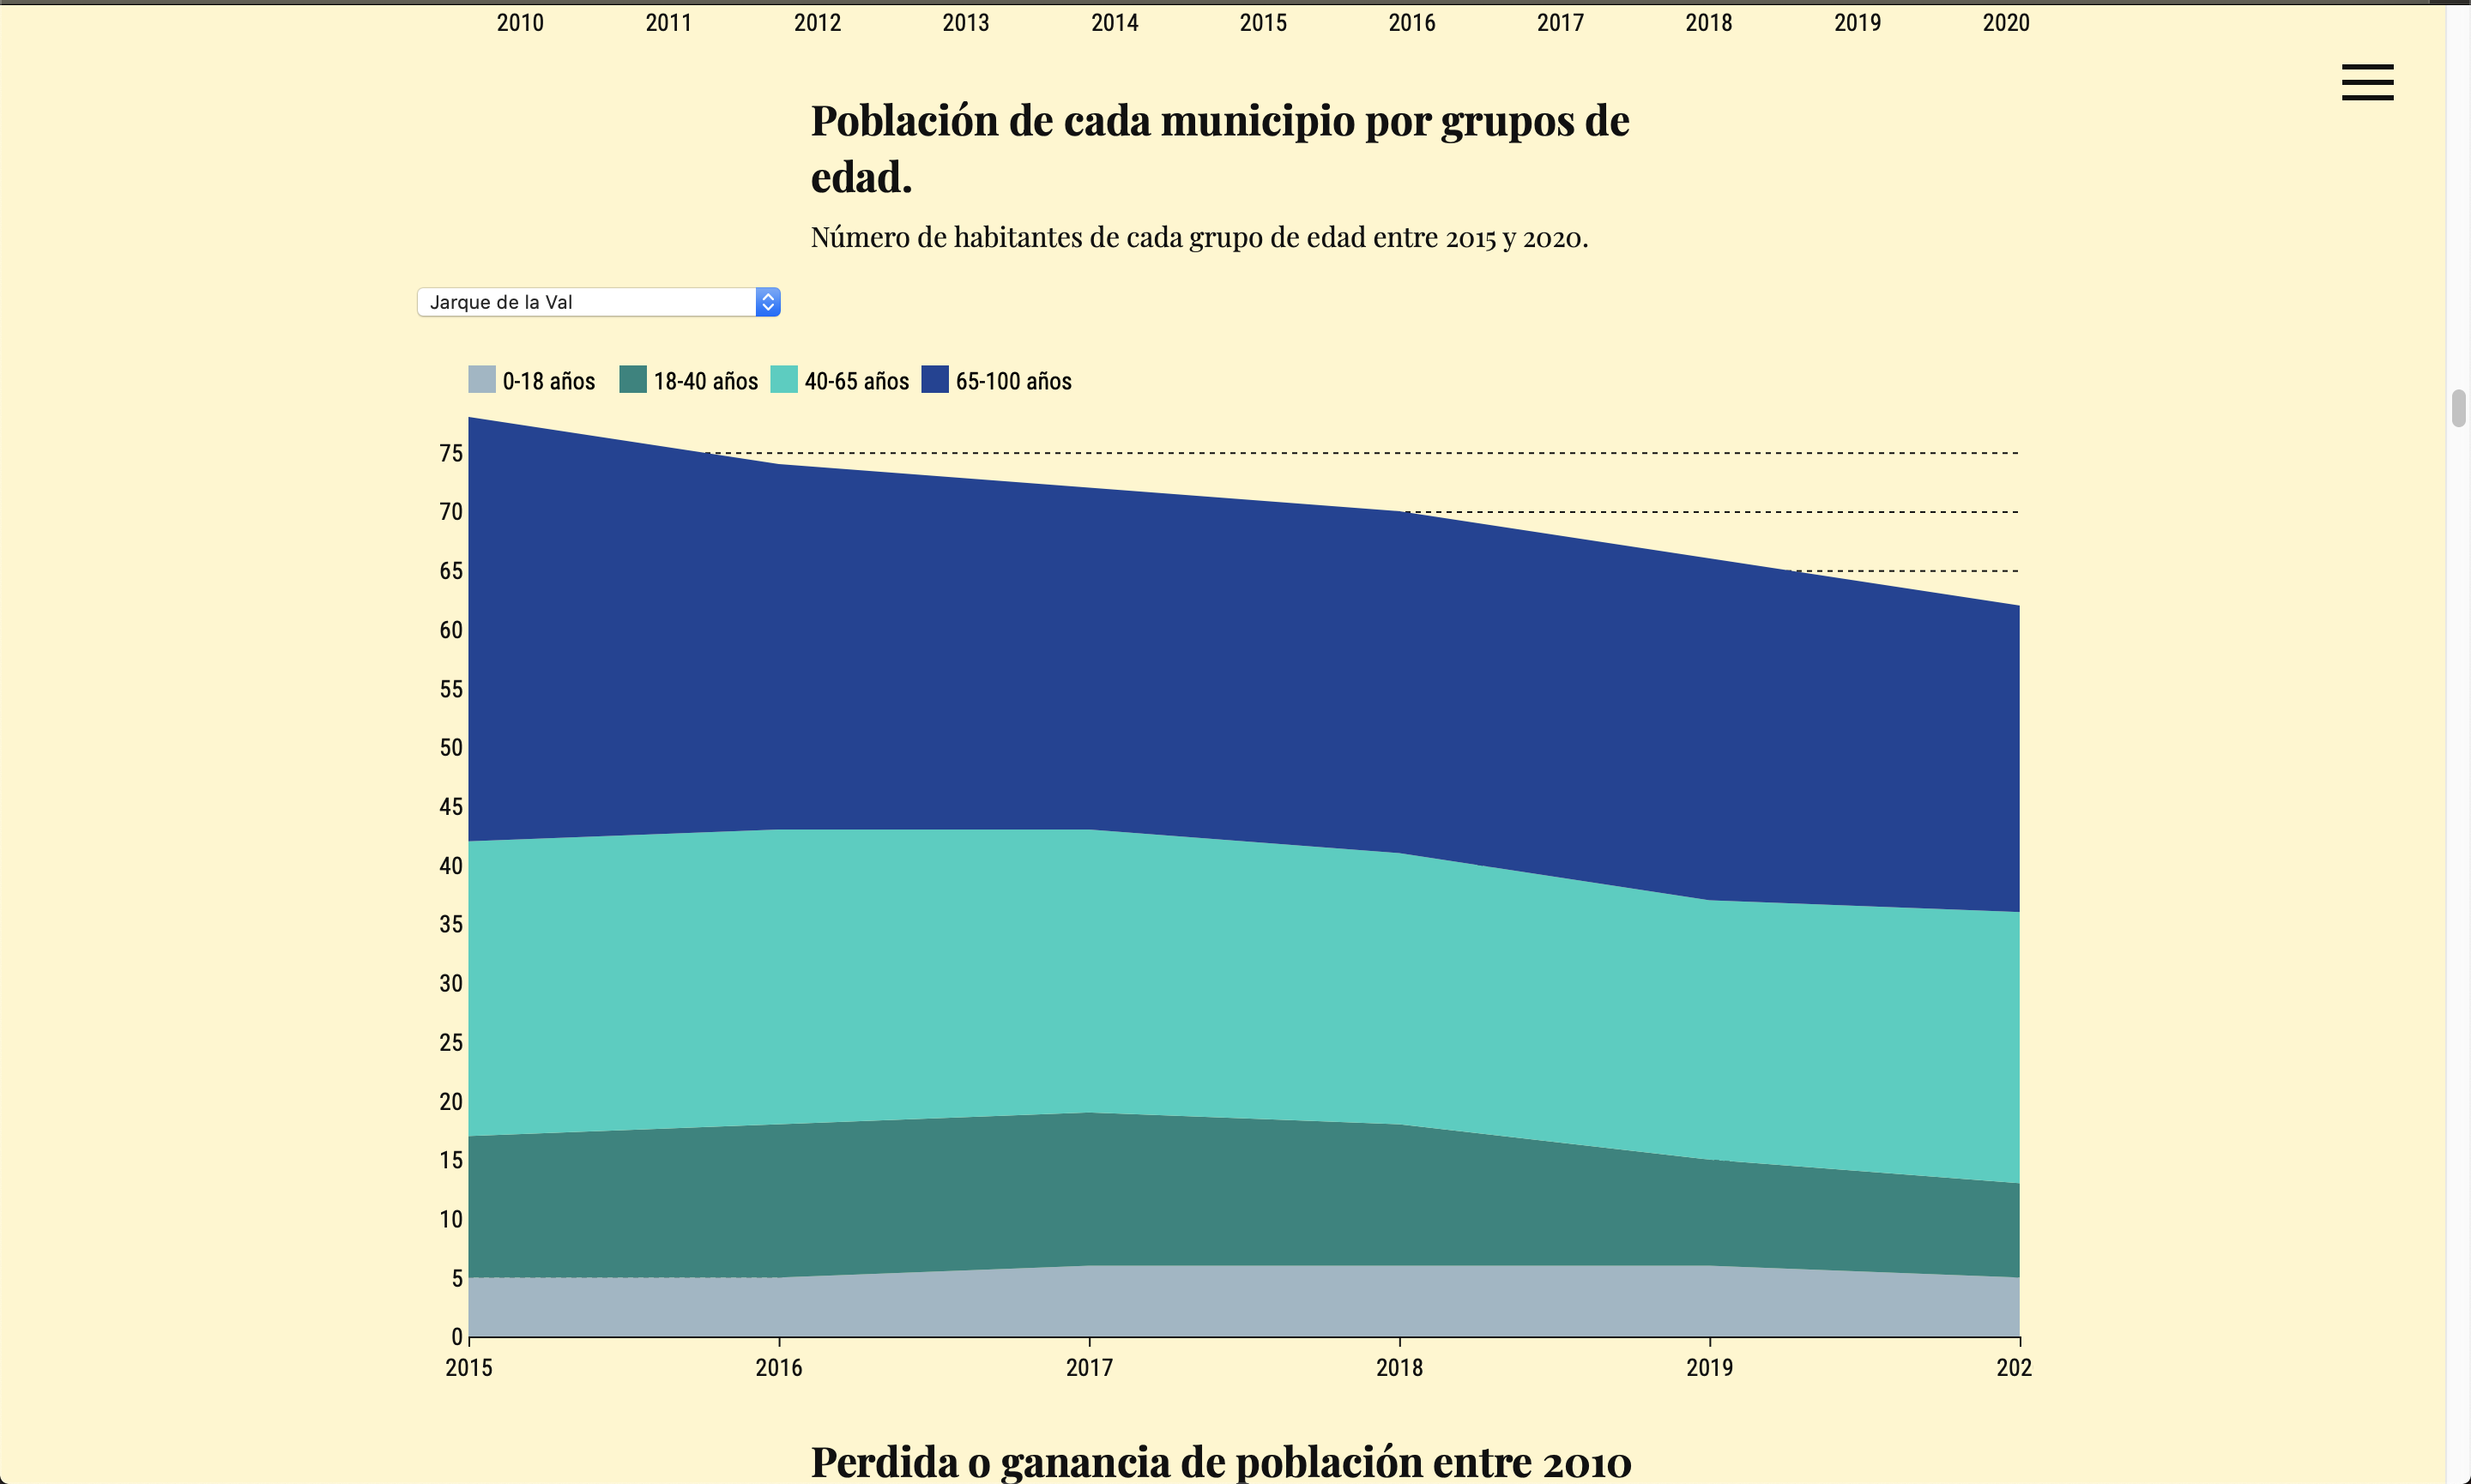 2010 2011 2012 2013 2014 2015 2016 2017 2018 2019 2020
Población de cada municipio por grupos de
edad.
Número de habitantes de cada grupo de edad entre 2015 y 2020.
Jarque de la Val
0-18 años 18-40 años 40-65 años 65-100 años
75
70
65
60
55
50
45
40
35
30
25
20
15
10
5
0
2015 2016 2017 2018 2019 202
Perdida o ganancia de población entre 2010